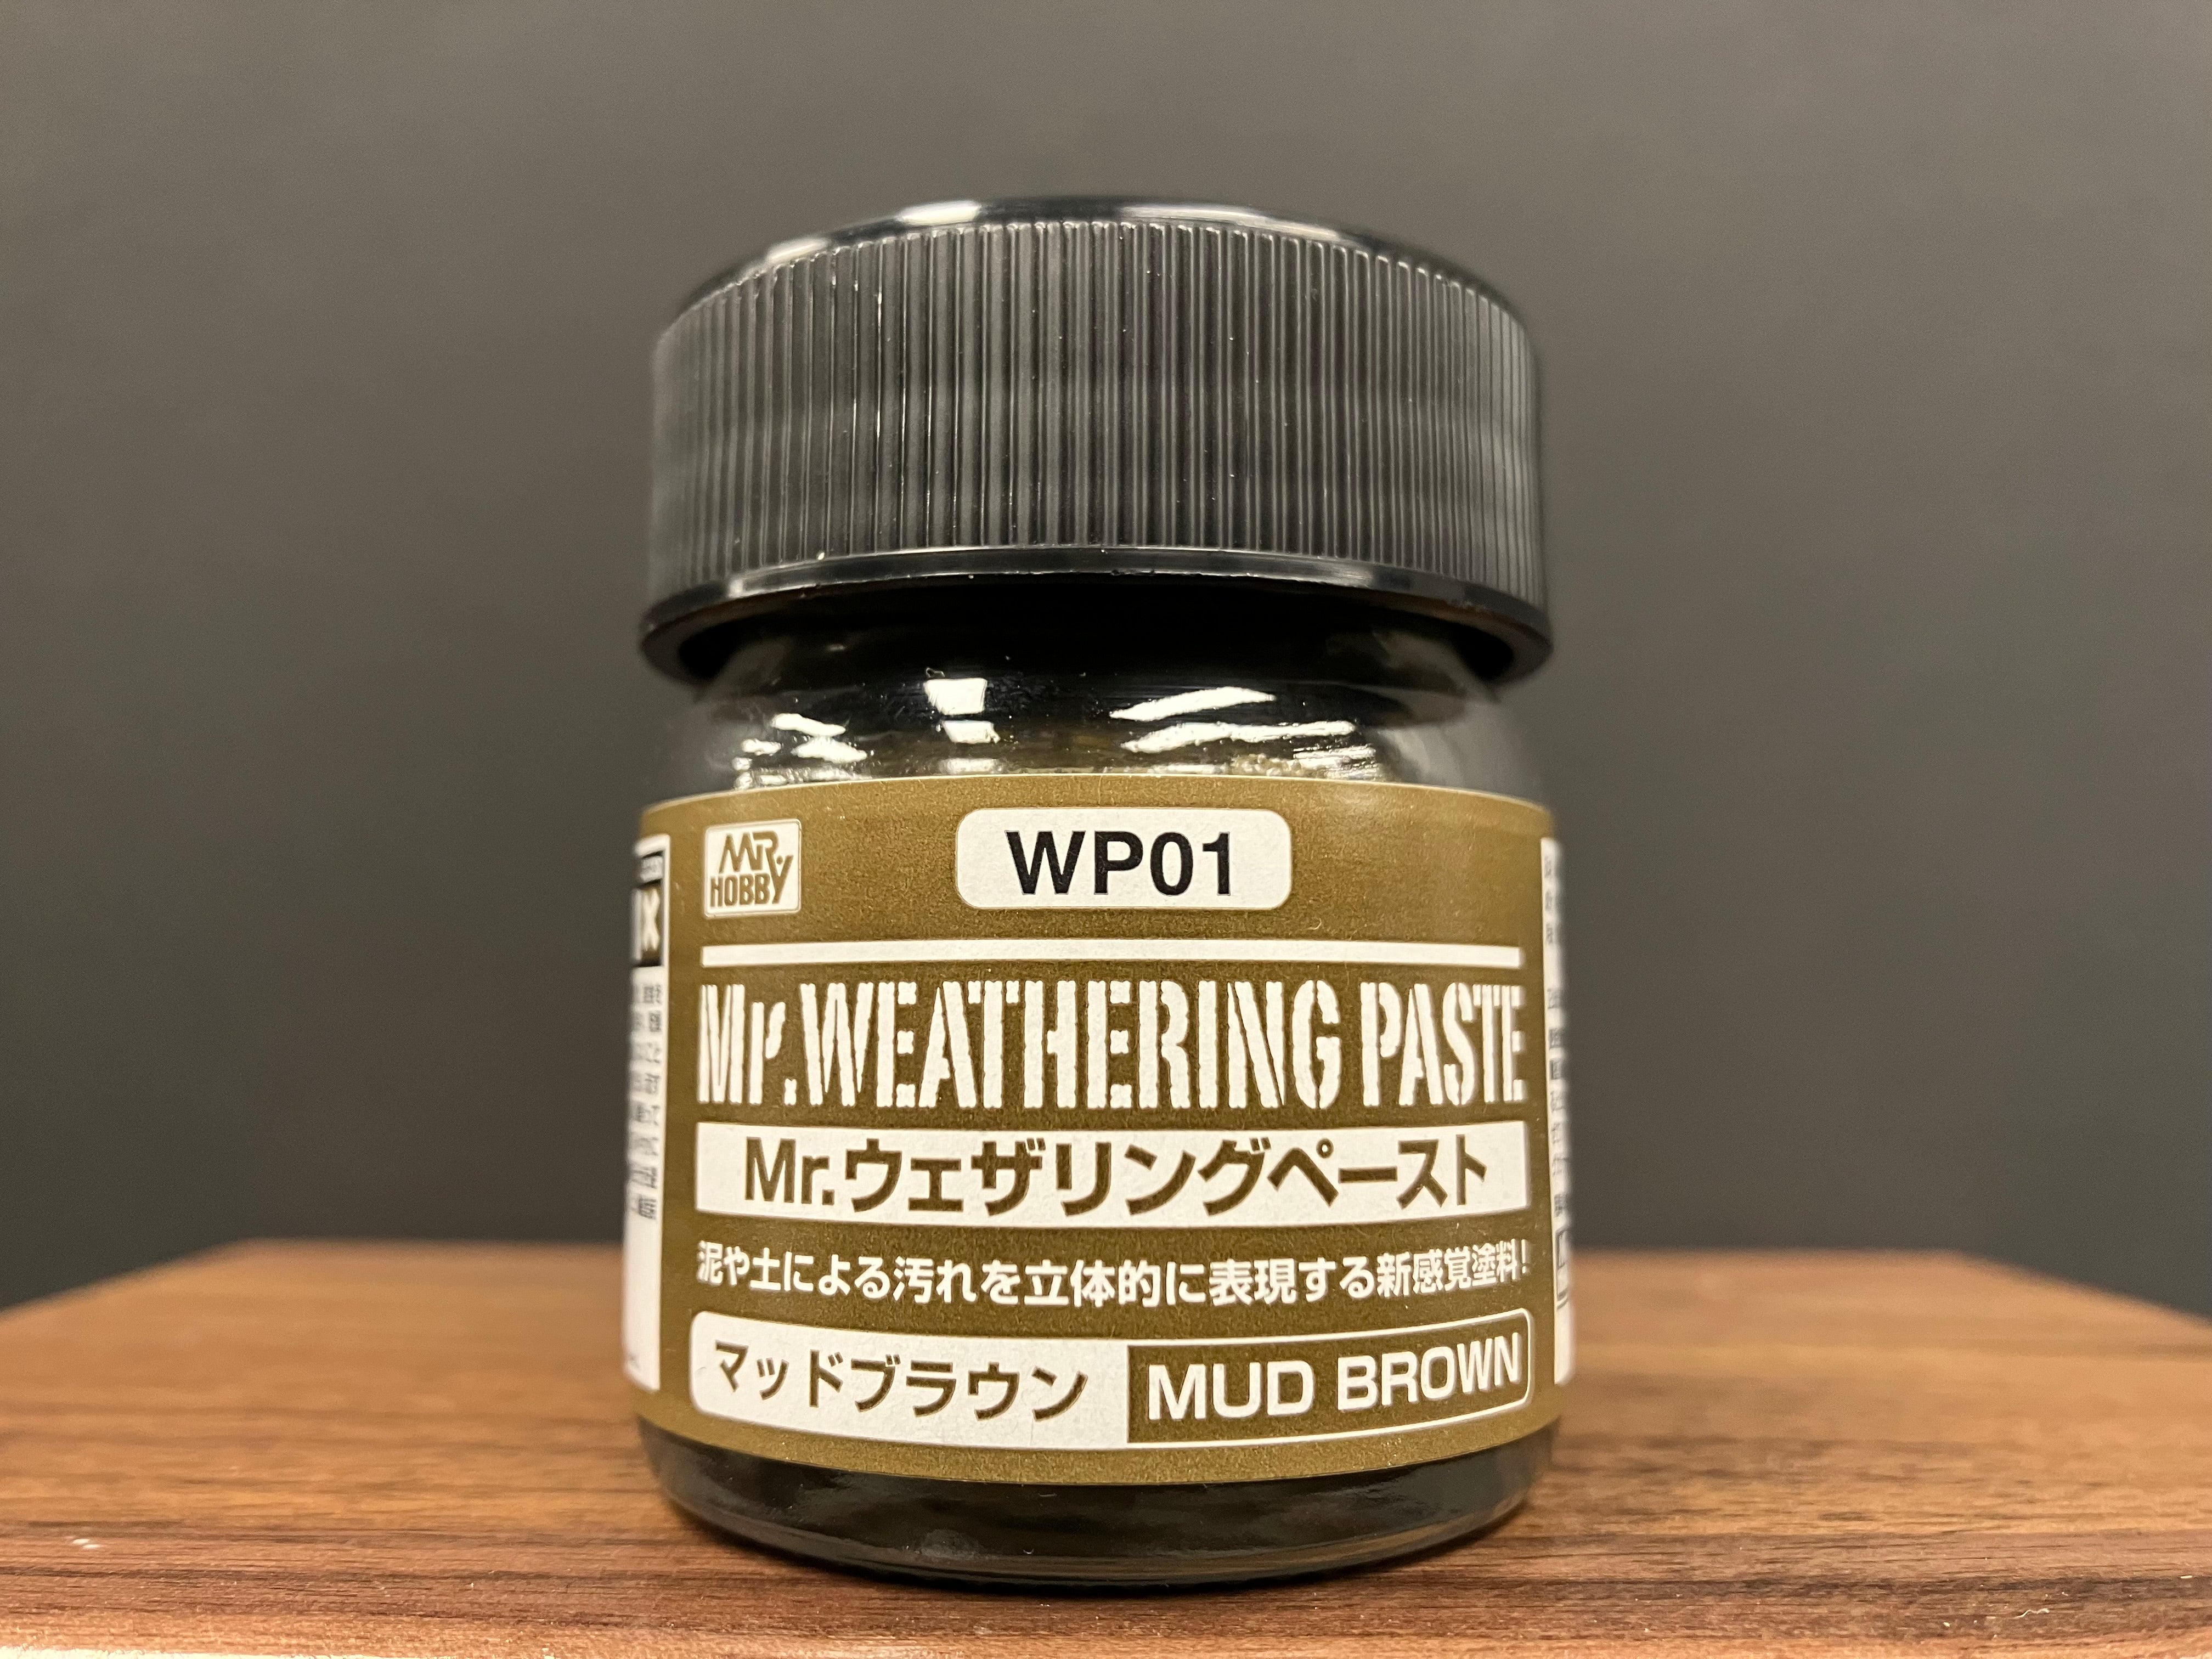 MR HOBBY
WP01
Mr.WEATHERING PASTE
Mr.ウェザリングペースト
泥や土による汚れを立体的に表現する新感覚塗料!
マッドブラウン MUD BROWN